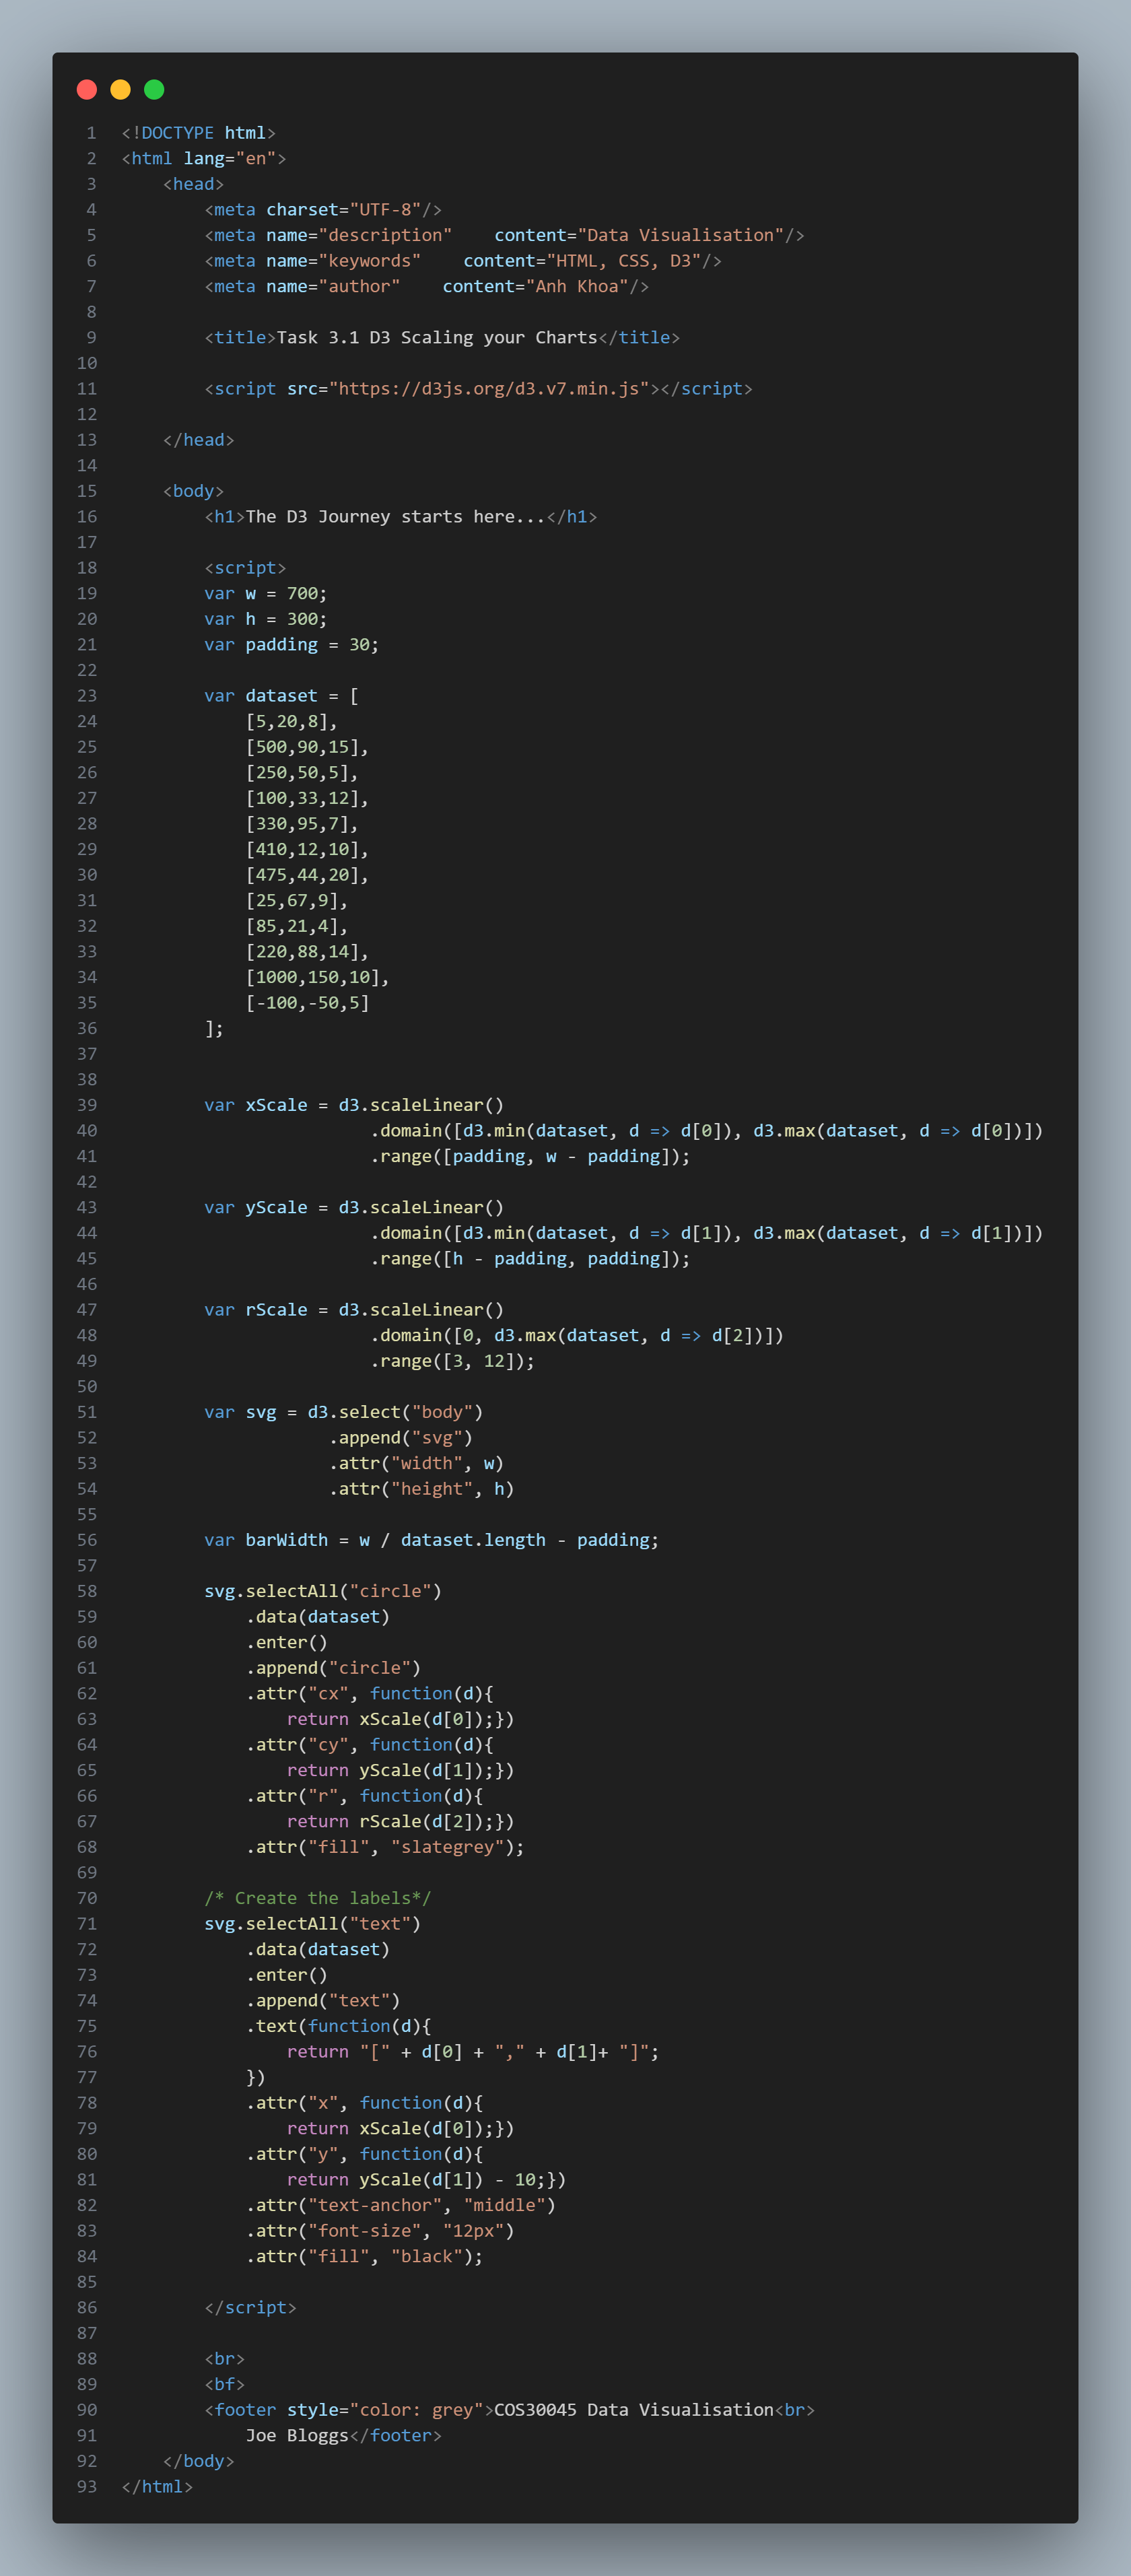 1 <!DOCTYPE html>
2 <html lang="en">
3     <head>
4         <meta charset="UTF-8"/>
5         <meta name="description"    content="Data Visualisation"/>
6         <meta name="keywords"    content="HTML, CSS, D3"/>
7         <meta name="author"    content="Anh Khoa"/>
8
9         <title>Task 3.1 D3 Scaling your Charts</title>
10
11         <script src="https://d3js.org/d3.v7.min.js"></script>
12
13     </head>
14
15     <body>
16         <h1>The D3 Journey starts here...</h1>
17
18         <script>
19         var w = 700;
20         var h = 300;
21         var padding = 30;
22
23         var dataset = [
24             [5,20,8],
25             [500,90,15],
26             [250,50,5],
27             [100,33,12],
28             [330,95,7],
29             [410,12,10],
30             [475,44,20],
31             [25,67,9],
32             [85,21,4],
33             [220,88,14],
34             [1000,150,10],
35             [-100,-50,5]
36         ];
37
38
39         var xScale = d3.scaleLinear()
40                         .domain([d3.min(dataset, d => d[0]), d3.max(dataset, d => d[0])])
41                         .range([padding, w - padding]);
42
43         var yScale = d3.scaleLinear()
44                         .domain([d3.min(dataset, d => d[1]), d3.max(dataset, d => d[1])])
45                         .range([h - padding, padding]);
46
47         var rScale = d3.scaleLinear()
48                         .domain([0, d3.max(dataset, d => d[2])])
49                         .range([3, 12]);
50
51         var svg = d3.select("body")
52                     .append("svg")
53                     .attr("width", w)
54                     .attr("height", h)
55
56         var barWidth = w / dataset.length - padding;
57
58         svg.selectAll("circle")
59             .data(dataset)
60             .enter()
61             .append("circle")
62             .attr("cx", function(d){
63                 return xScale(d[0]);})
64             .attr("cy", function(d){
65                 return yScale(d[1]);})
66             .attr("r", function(d){
67                 return rScale(d[2]);})
68             .attr("fill", "slategrey");
69
70         /* Create the labels*/
71         svg.selectAll("text")
72             .data(dataset)
73             .enter()
74             .append("text")
75             .text(function(d){
76                 return "[" + d[0] + "," + d[1]+ "]";
77             })
78             .attr("x", function(d){
79                 return xScale(d[0]);})
80             .attr("y", function(d){
81                 return yScale(d[1]) - 10;})
82             .attr("text-anchor", "middle")
83             .attr("font-size", "12px")
84             .attr("fill", "black");
85
86         </script>
87
88         <br>
89         <bf>
90         <footer style="color: grey">COS30045 Data Visualisation<br>
91             Joe Bloggs</footer>
92     </body>
93 </html>